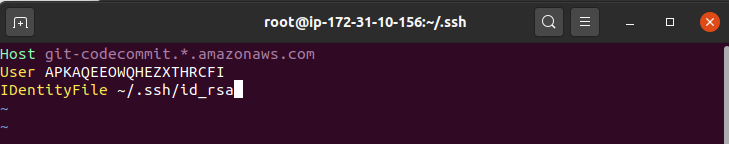 root@ip-172-31-10-156:~/.ssh
Host git-codecommit.*.amazonaws.com
User APKAQEEOWQHEZXTHRCFI
IDentityFile ~/.ssh/id_rsa
~
~